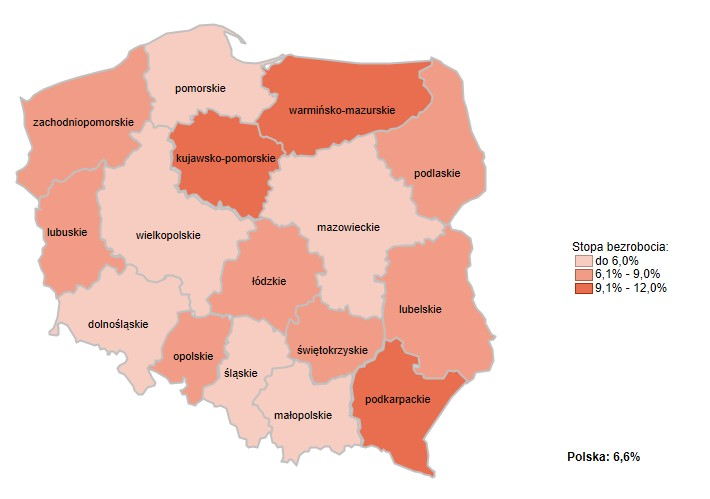 pomorskie
warmińsko-mazurskie
zachodniopomorskie
kujawsko-pomorskie
podlaskie
mazowieckie
lubuskie
wielkopolskie
Stopa bezrobocia:
do 6,0%
6,1% - 9,0%
9,1% - 12,0%
łódzkie
lubelskie
dolnośląskie
świętokrzyskie
opolskie
śląskie
podkarpackie
małopolskie
Polska: 6,6%